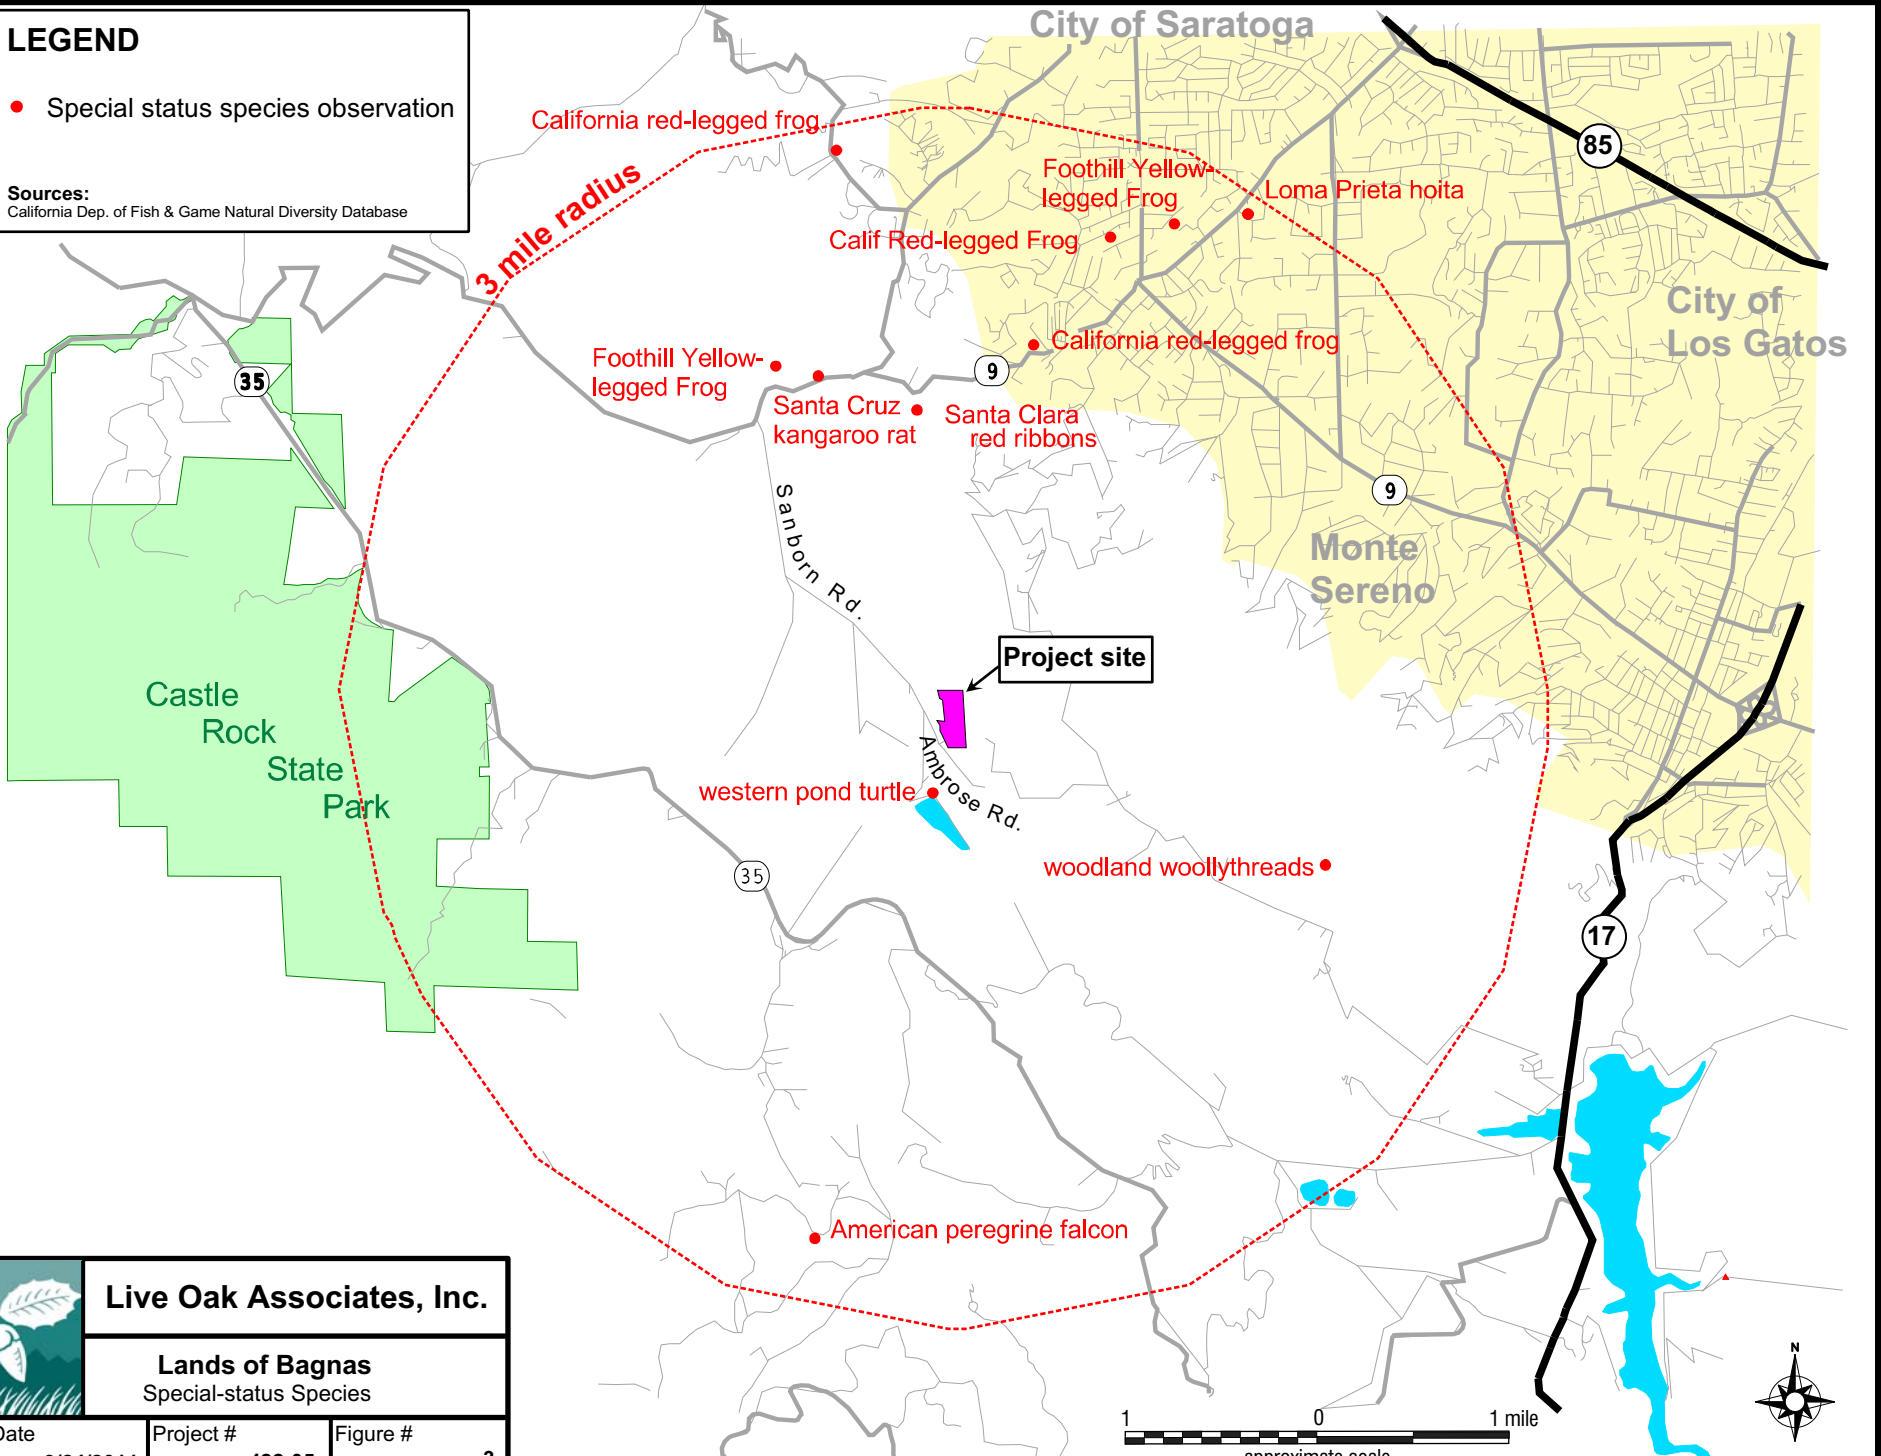 LEGEND
Special status species observation
Sources:
California Dep. of Fish & Game Natural Diversity Database
City of Saratoga
California red-legged frog
3 mile radius
Foothill Yellow-
legged Frog
Loma Prieta hoita
Calif Red-legged Frog
85
City of
Los Gatos
California red-legged frog
9
Foothill Yellow-
legged Frog
35
Santa Cruz
kangaroo rat
Santa Clara
red ribbons
9
Sanborn Rd.
Monte
Sereno
Project site
Castle
Rock
State
Park
Ambrose Rd.
western pond turtle
woodland woollythreads
35
17
American peregrine falcon
Live Oak Associates, Inc.
Lands of Bagnas
Special-status Species
Date
Project #
Figure #
N
1 0 1 mile
approximate scale